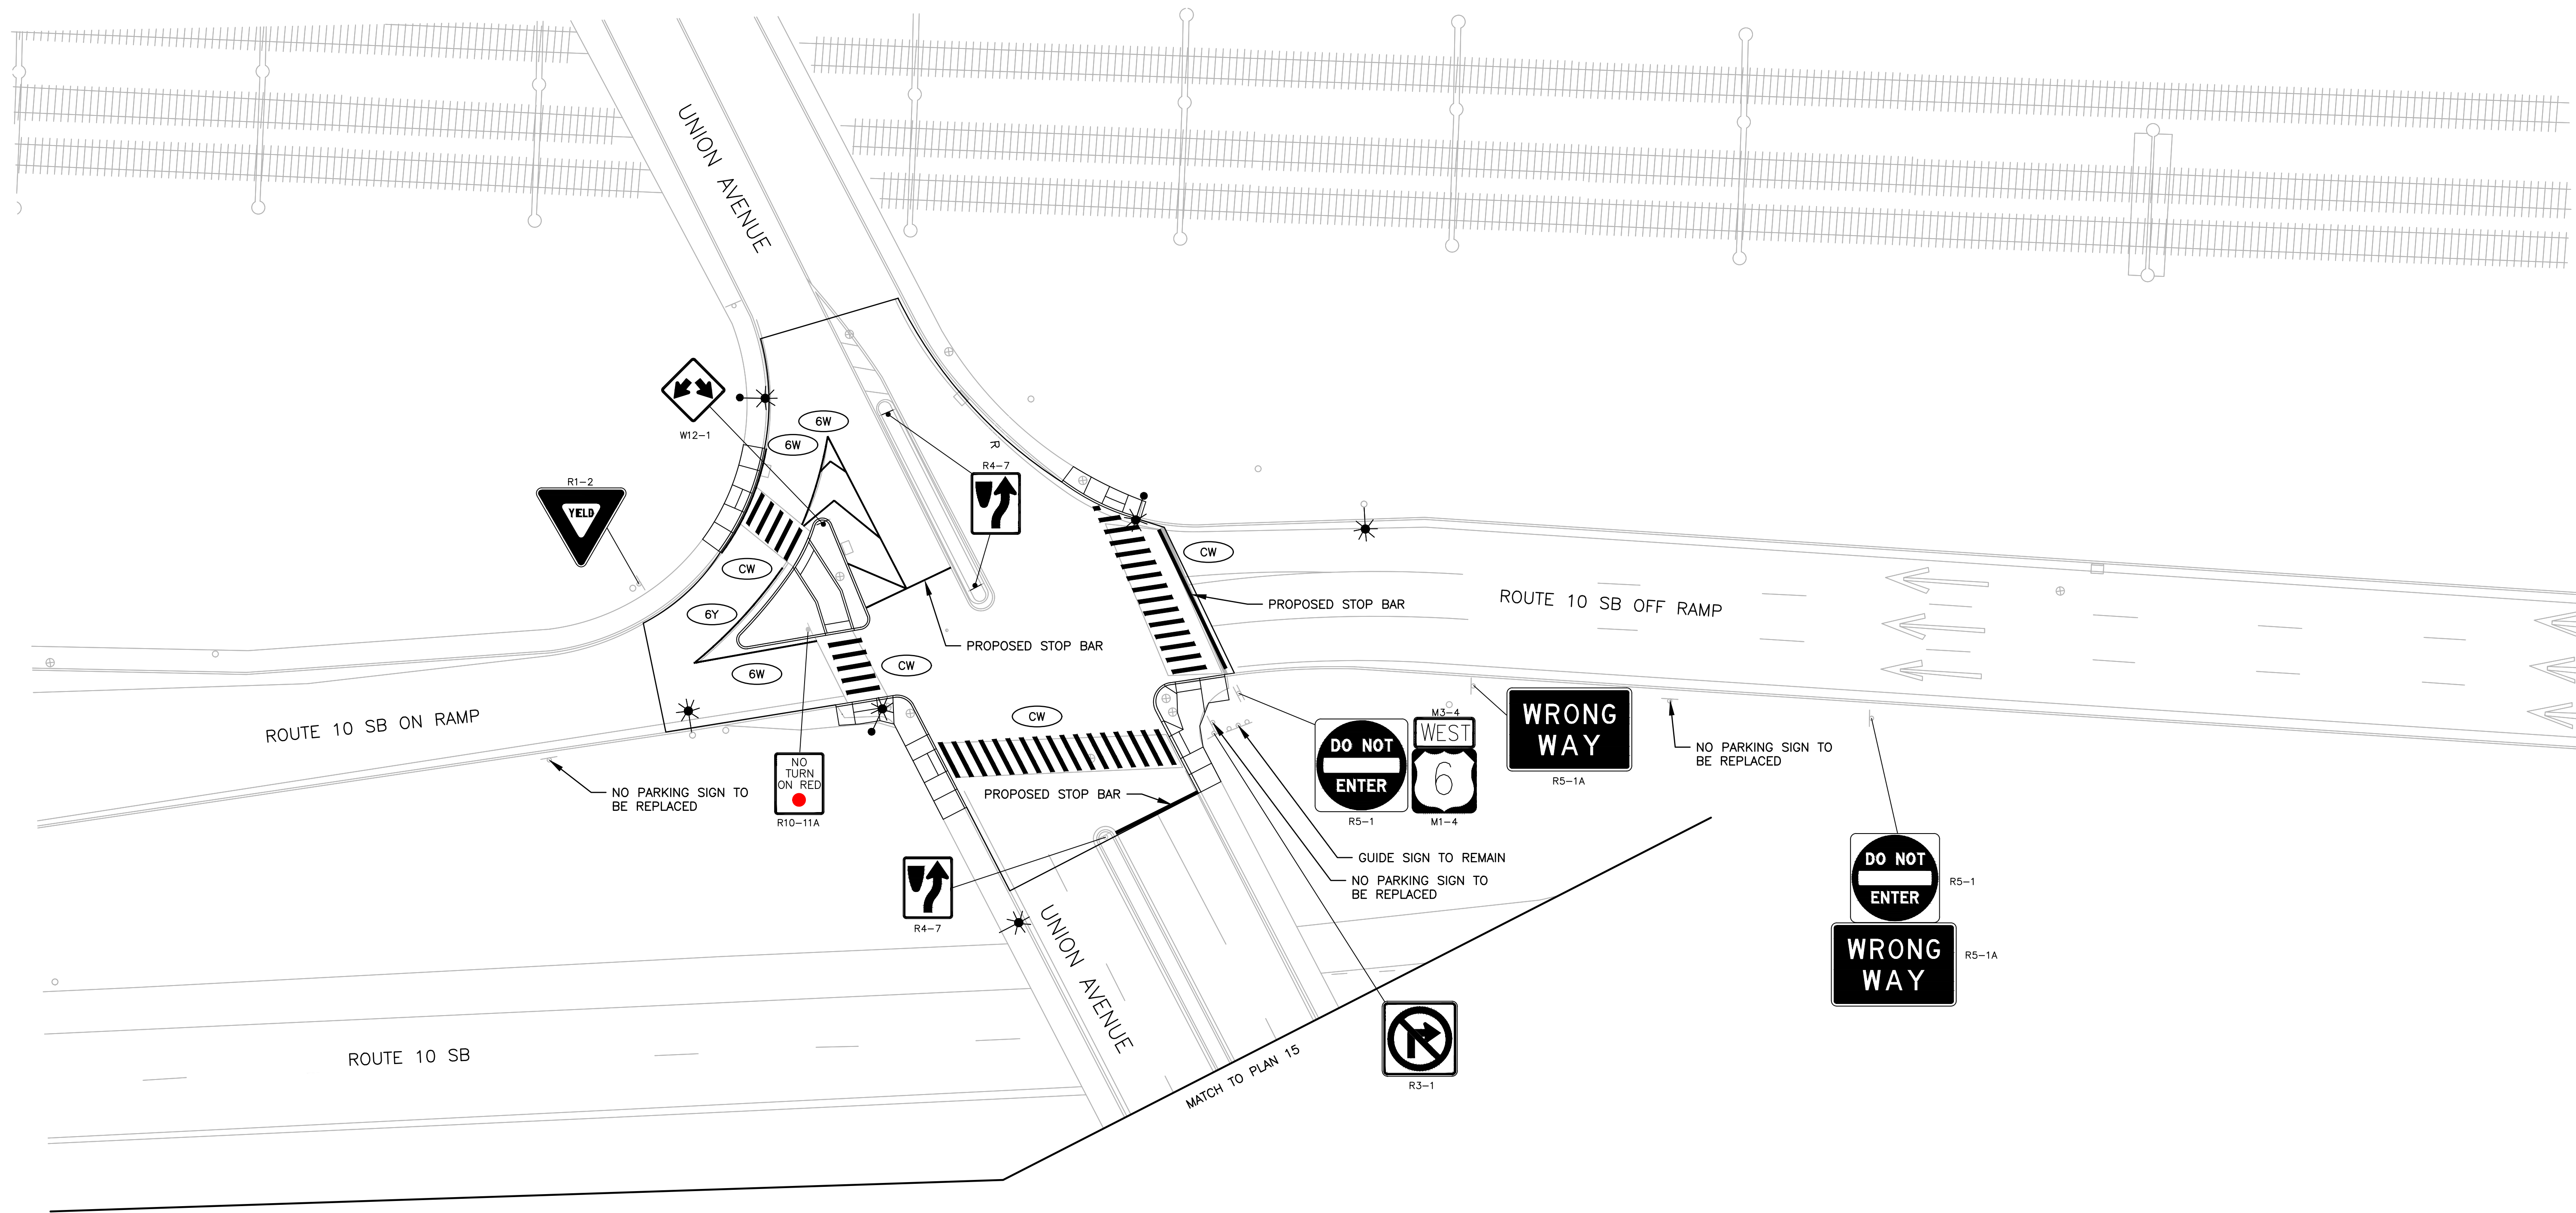 UNION AVENUE
W12-1
6W
6W
R
R4-7
R1-2
YIELD
CW
CW
6Y
PROPOSED STOP BAR
ROUTE 10 SB OFF RAMP
PROPOSED STOP BAR
CW
6W
ROUTE 10 SB ON RAMP
CW
M3-4
WEST
6
M1-4
DO NOT
ENTER
R5-1
WRONG
WAY
R5-1A
NO PARKING SIGN TO
BE REPLACED
NO
TURN
ON RED
R10-11A
NO PARKING SIGN TO
BE REPLACED
PROPOSED STOP BAR
GUIDE SIGN TO REMAIN
NO PARKING SIGN TO
BE REPLACED
R4-7
DO NOT
ENTER
R5-1
WRONG
WAY
R5-1A
UNION AVENUE
ROUTE 10 SB
MATCH TO PLAN 15
R3-1